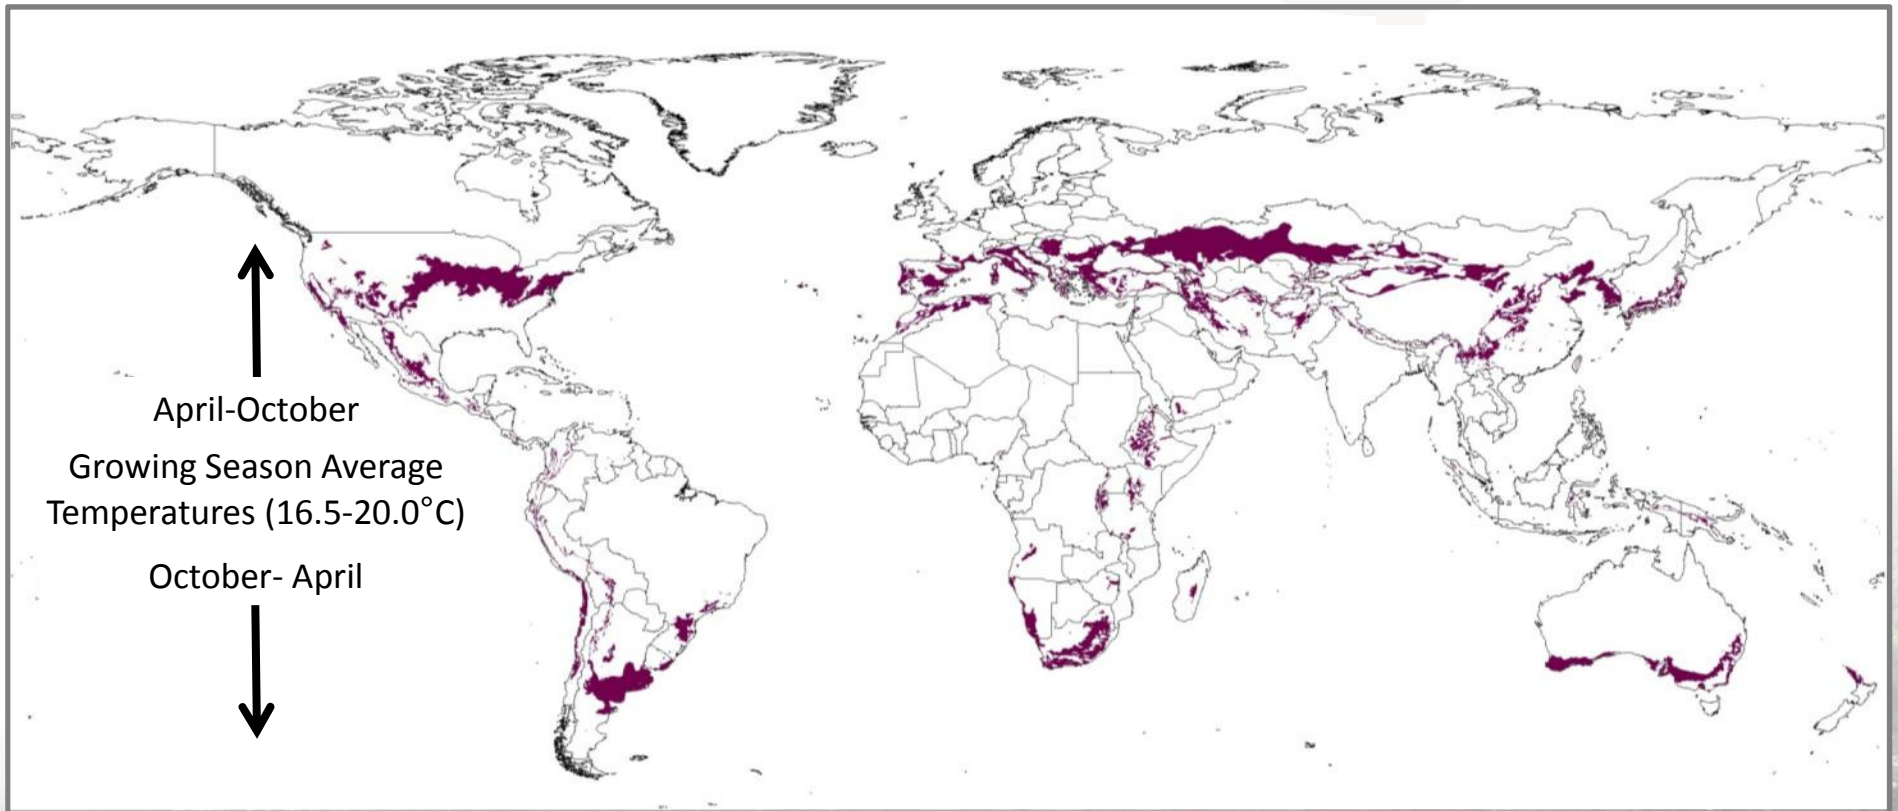 April-October
Growing Season Average
Temperatures (16.5-20.0°C)
October- April